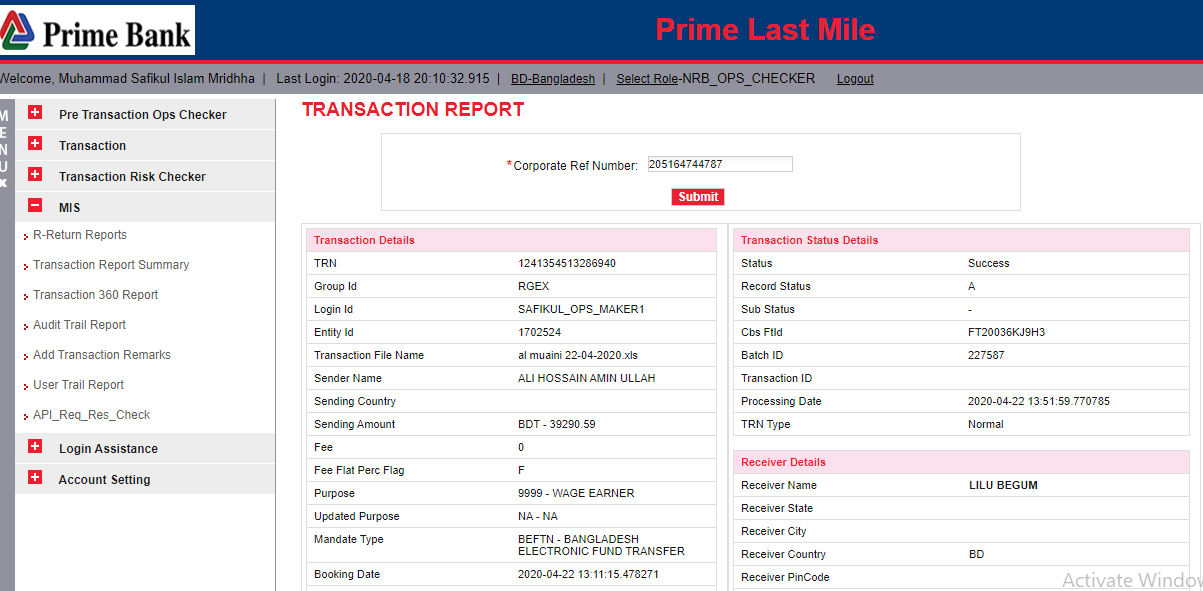 Prime Bank
Prime Last Mile
Welcome, Muhammad Safikul Islam Mridhha | Last Login: 2020-04-18 20:10:32.915 | BD-Bangladesh | Select Role-NRB_OPS_CHECKER Logout
MENU
x
Pre Transaction Ops Checker
Transaction
Transaction Risk Checker
MIS
R-Return Reports
Transaction Report Summary
Transaction 360 Report
Audit Trail Report
Add Transaction Remarks
User Trail Report
API_Req_Res_Check
Login Assistance
Account Setting
TRANSACTION REPORT
*Corporate Ref Number: 205164744787
Submit
Transaction Details
TRN 1241354513286940
Group Id RGEX
Login Id SAFIKUL_OPS_MAKER1
Entity Id 1702524
Transaction File Name al muaini 22-04-2020.xls
Sender Name ALI HOSSAIN AMIN ULLAH
Sending Country
Sending Amount BDT - 39290.59
Fee 0
Fee Flat Perc Flag F
Purpose 9999 - WAGE EARNER
Updated Purpose NA - NA
Mandate Type BEFTN - BANGLADESH
ELECTRONIC FUND TRANSFER
Booking Date 2020-04-22 13:11:15.478271
Transaction Status Details
Status Success
Record Status A
Sub Status -
Cbs FtId FT20036KJ9H3
Batch ID 227587
Transaction ID
Processing Date 2020-04-22 13:51:59.770785
TRN Type Normal
Receiver Details
Receiver Name LILU BEGUM
Receiver State
Receiver City
Receiver Country BD
Receiver PinCode
Activate Window